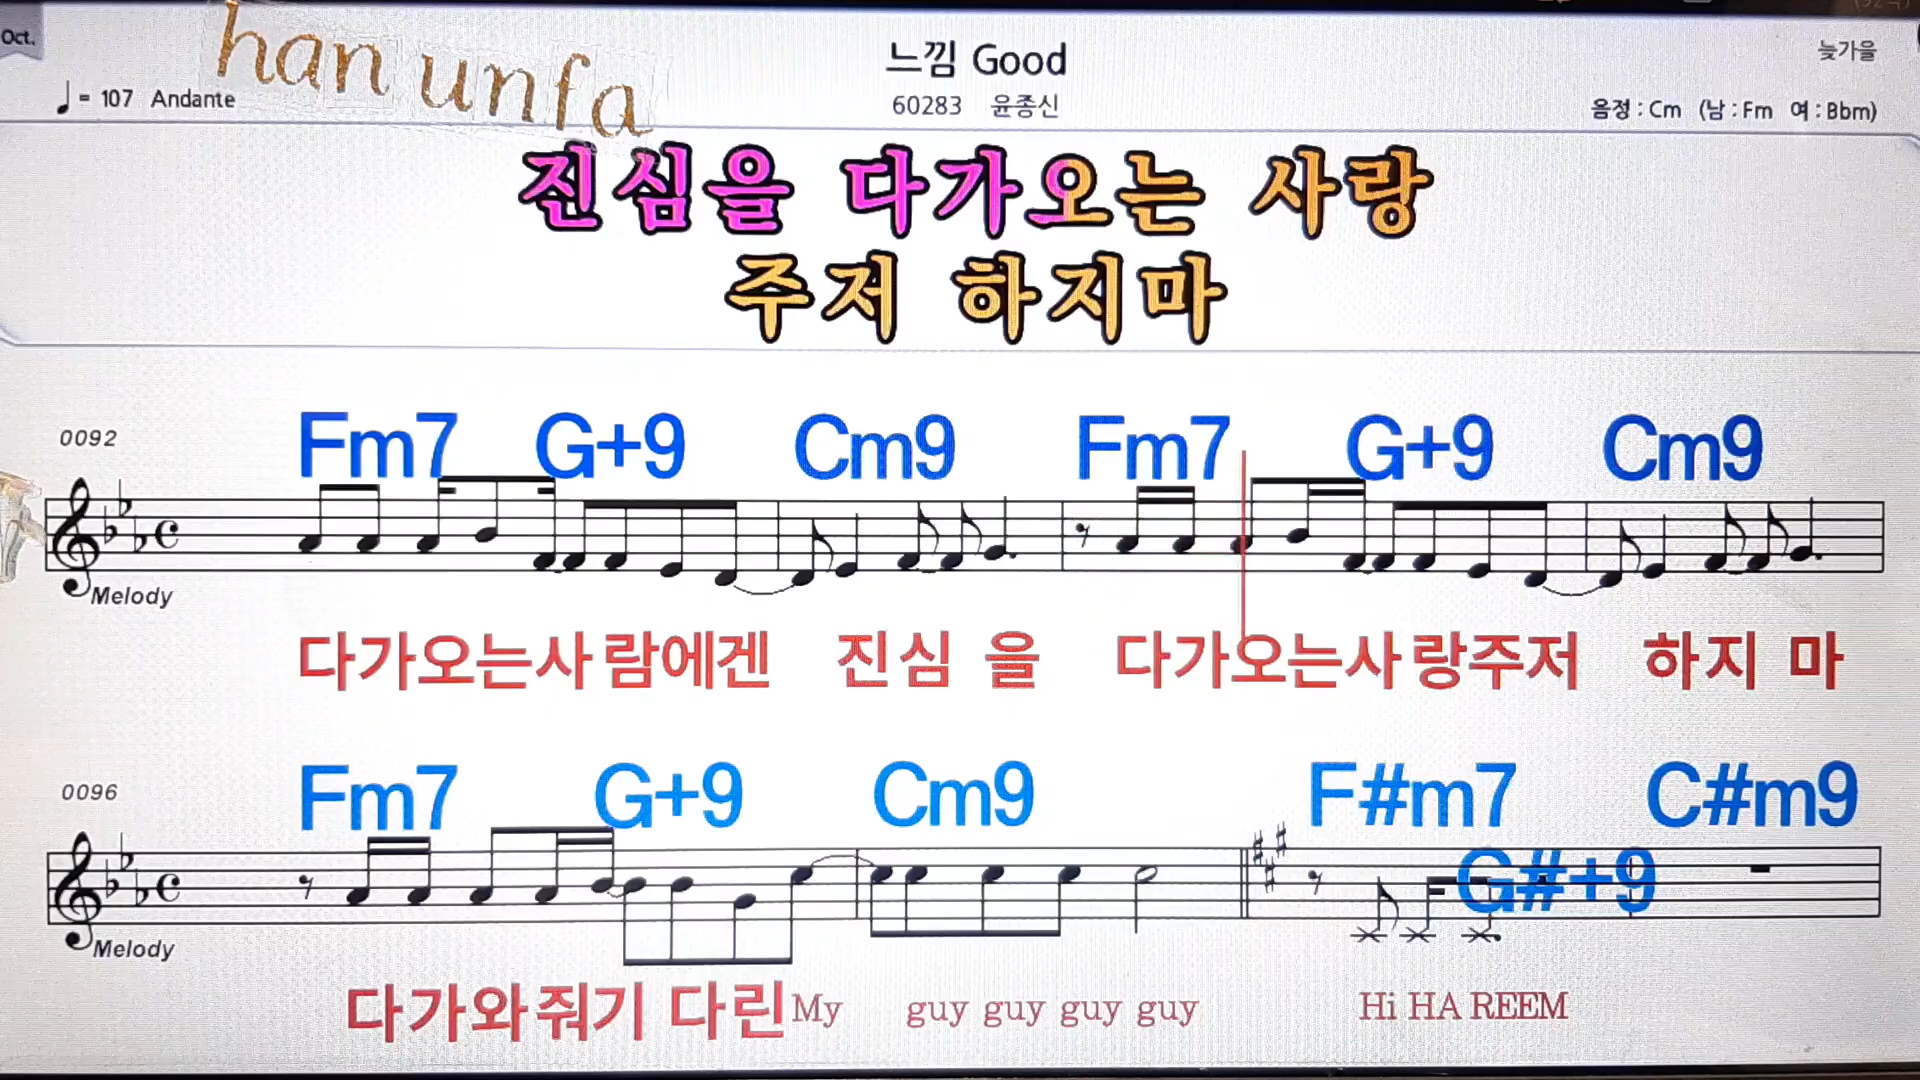 Oct.
han unfa
느낌 Good
늦가을
= 107 Andante
60283 윤종신
음정 : Cm (남 : Fm 여 : Bbm)
진심을 다가오는 사랑
주저 하지마
0092
Fm7 G+9 Cm9 Fm7 G+9 Cm9
Melody
다가오는사람에겐 진심을 다가오는사랑주저 하지마
0096
Fm7 G+9 Cm9 F#m7 C#m9
G#+9
Melody
다가와줘기다린My guy guy guy guy Hi HA REEM